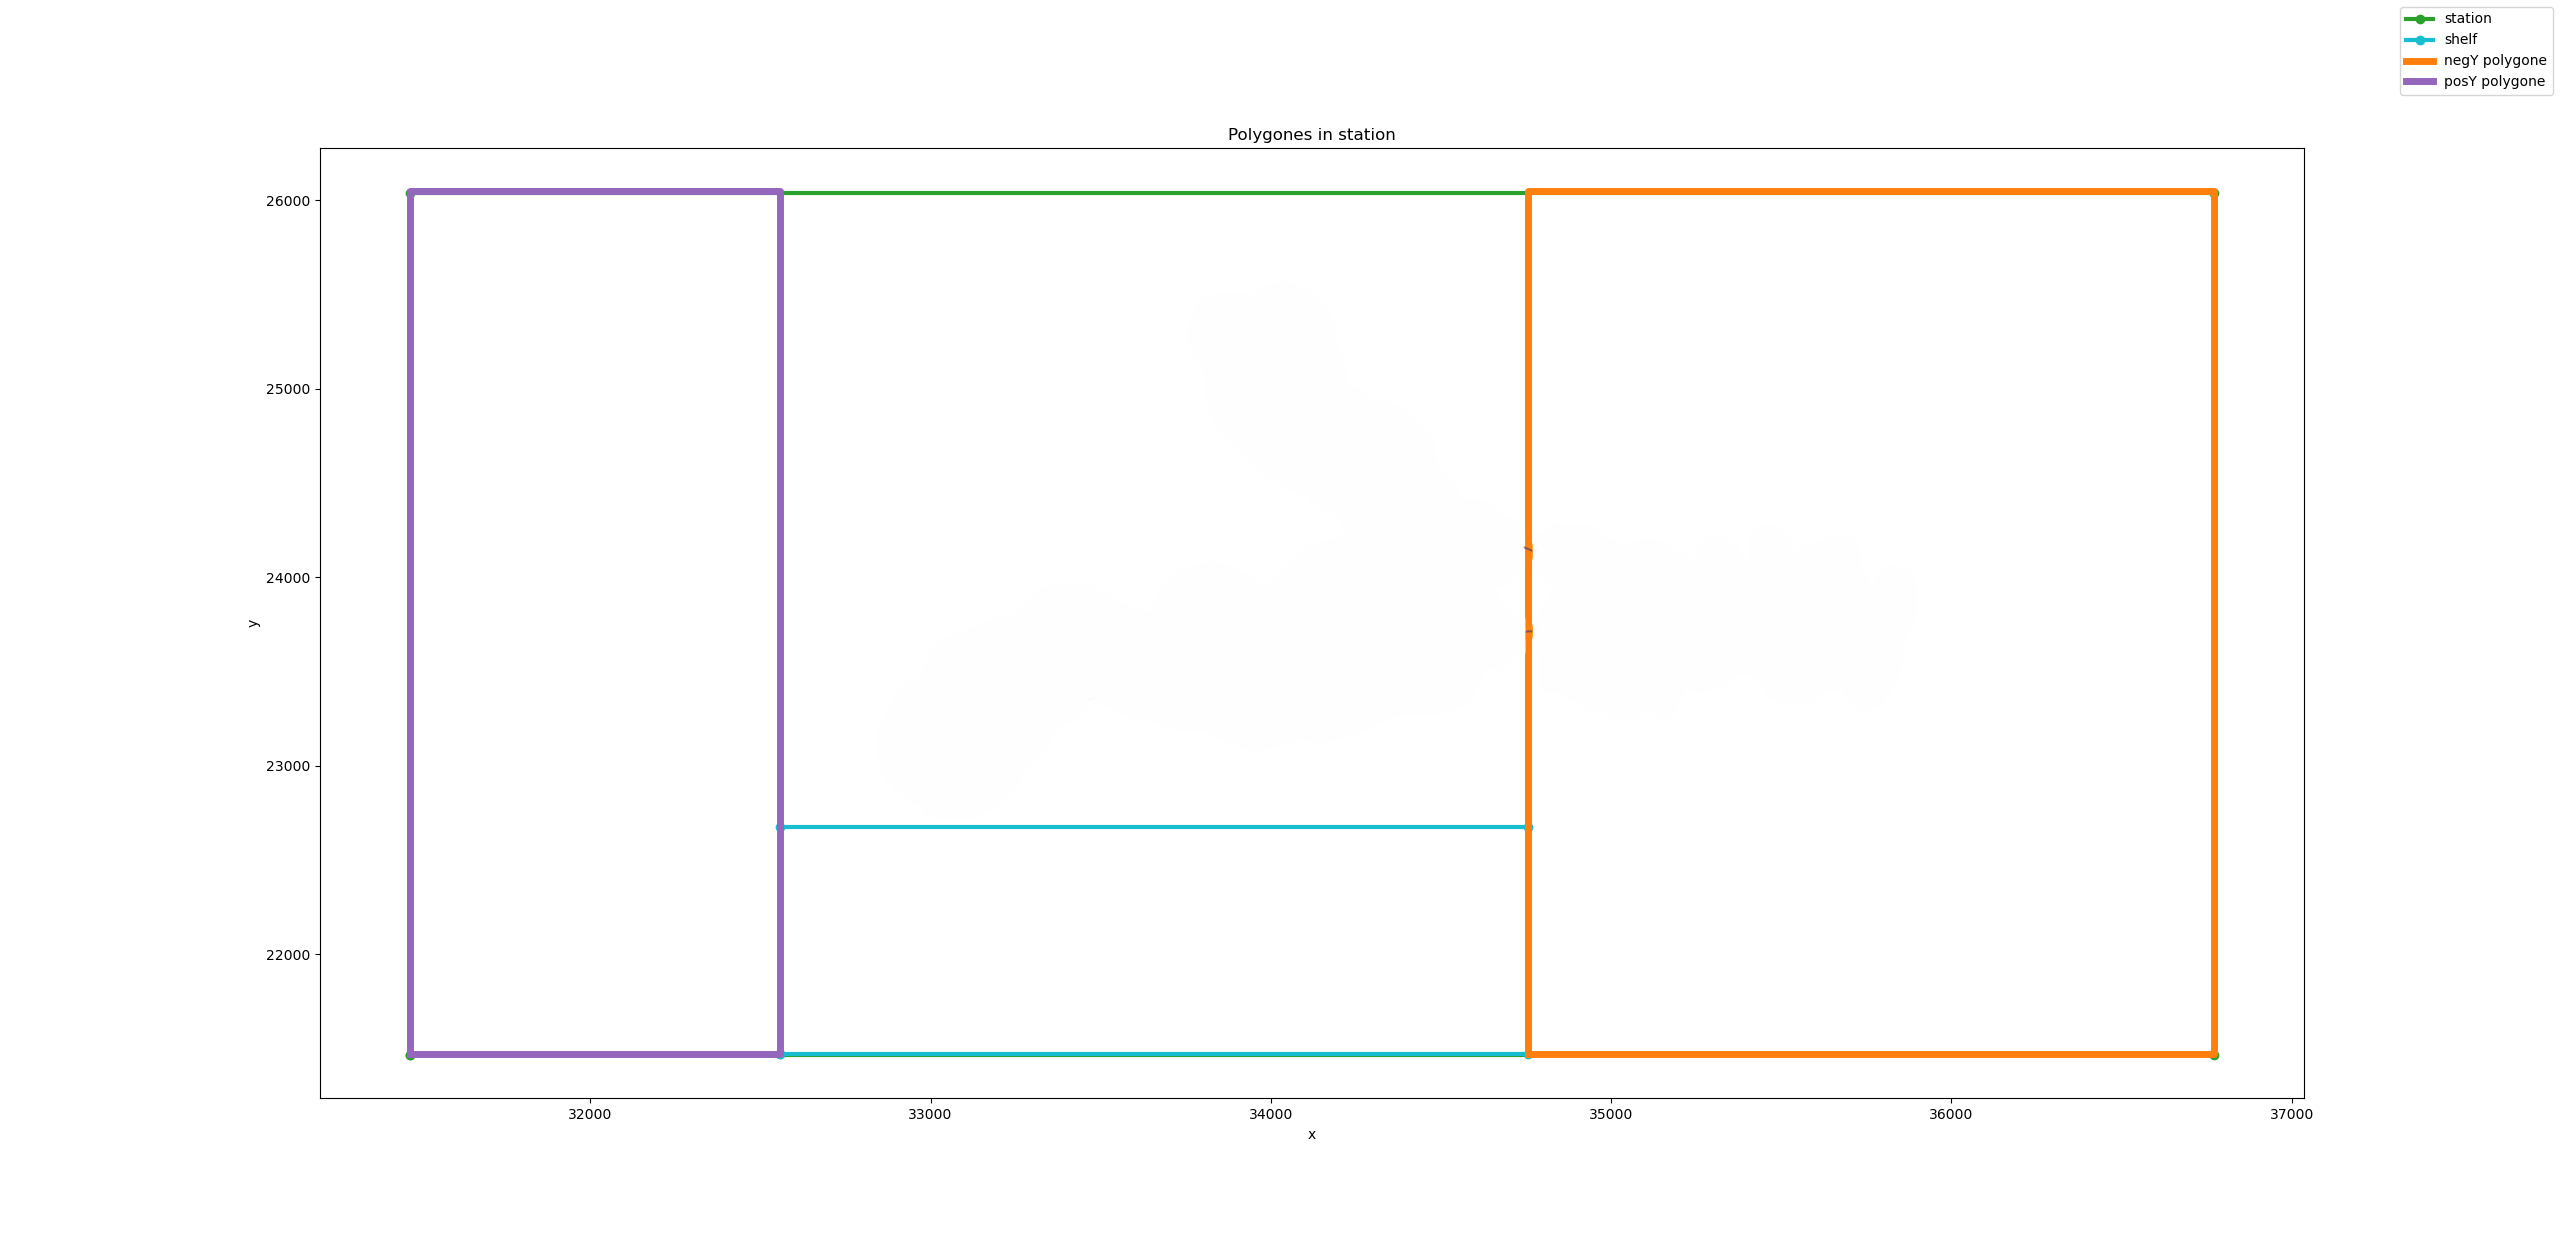 station
shelf
negY polygone
posY polygone
Polygones in station
26000
25000
24000
23000
22000
y
32000
33000
34000
35000
36000
37000
x